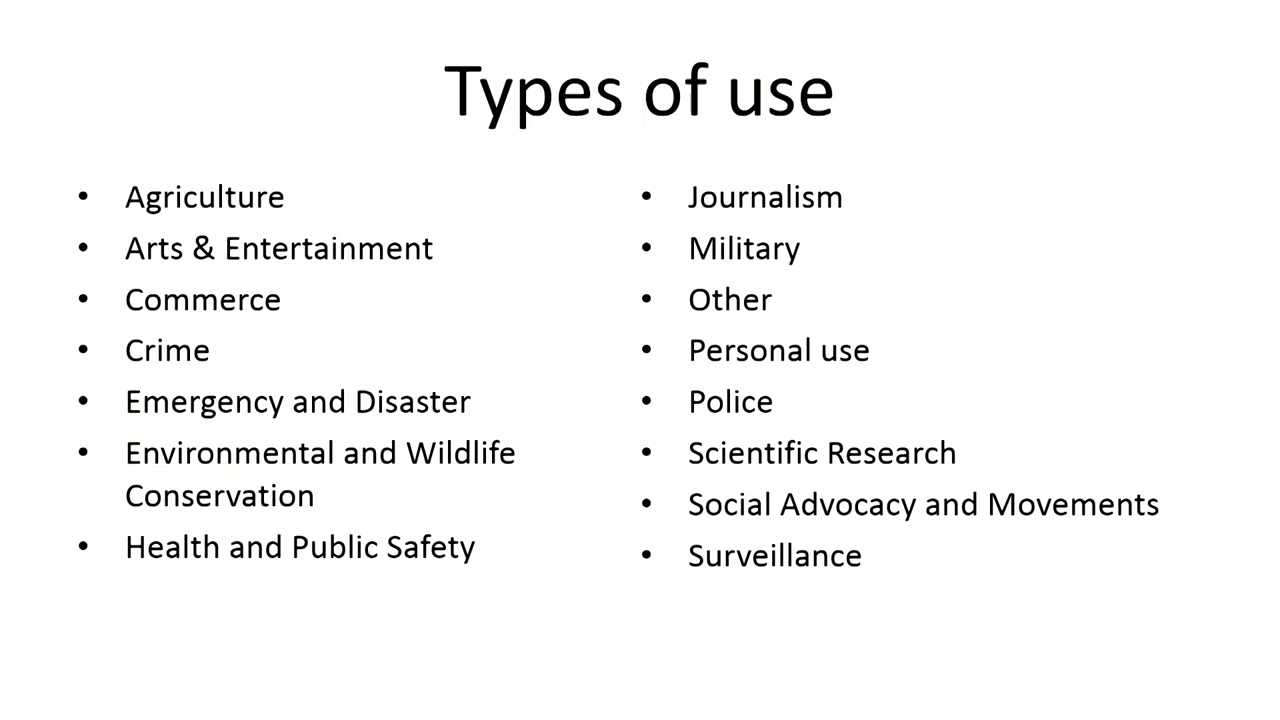 Types of use
• Agriculture
• Arts & Entertainment
• Commerce
• Crime
• Emergency and Disaster
• Environmental and Wildlife
Conservation
• Health and Public Safety
• Journalism
• Military
• Other
• Personal use
• Police
• Scientific Research
• Social Advocacy and Movements
• Surveillance